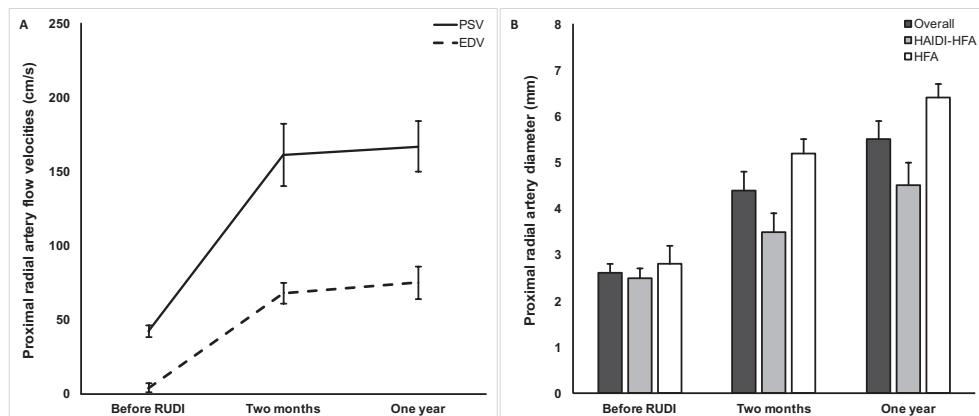 A
PSV
EDV
Proximal radial artery flow velocities (cm/s)
250
200
150
100
50
0
Before RUDI
Two months
One year
B
Overall
HAIDI-HFA
HFA
Proximal radial artery diameter (mm)
8
7
6
5
4
3
2
1
0
Before RUDI
Two months
One year